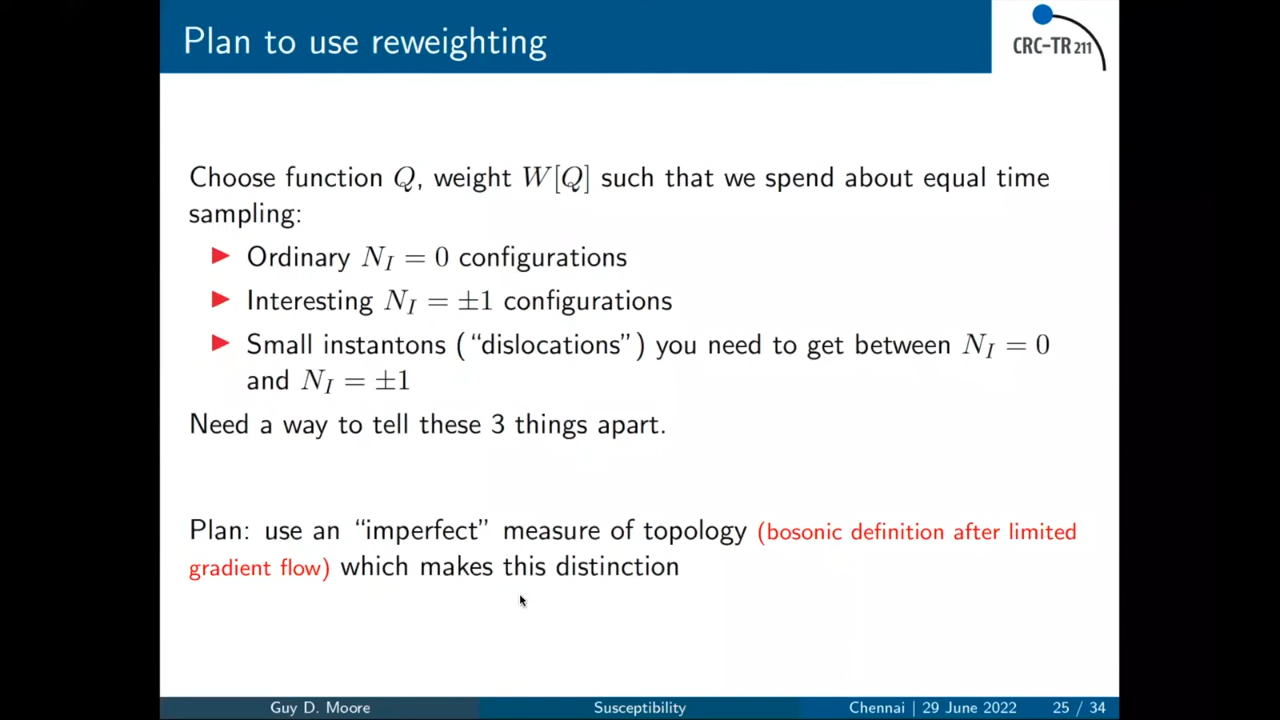 Plan to use reweighting
CRC-TR 211
Choose function Q, weight W[Q] such that we spend about equal time
sampling:
Ordinary N_I = 0 configurations
Interesting N_I = ±1 configurations
Small instantons (“dislocations”) you need to get between N_I = 0
and N_I = ±1
Need a way to tell these 3 things apart.
Plan: use an “imperfect” measure of topology (bosonic definition after limited
gradient flow) which makes this distinction
Guy D. Moore
Susceptibility
Chennai | 29 June 2022
25 / 34